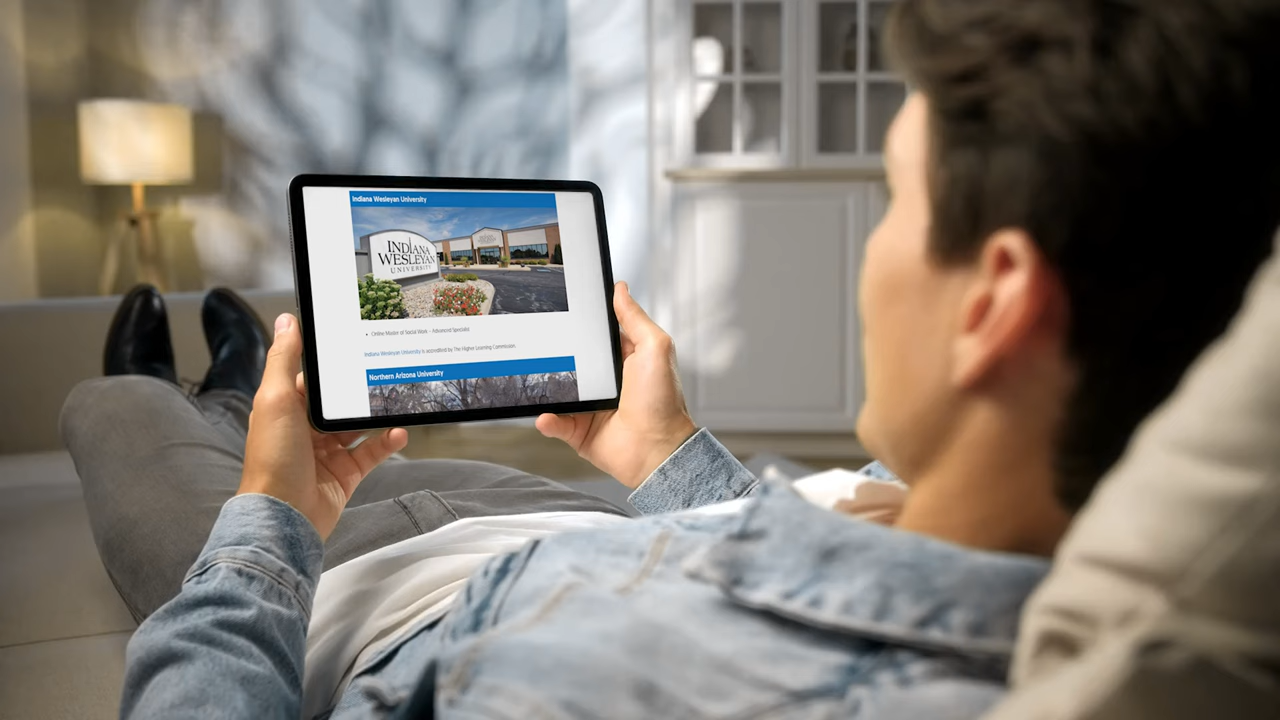 Indiana Wesleyan University
INDIANA
WESLEYAN
UNIVERSITY
• Online Master of Social Work – Advanced Specialty
Indiana Wesleyan University is accredited by The Higher Learning Commission.
Northern Arizona University